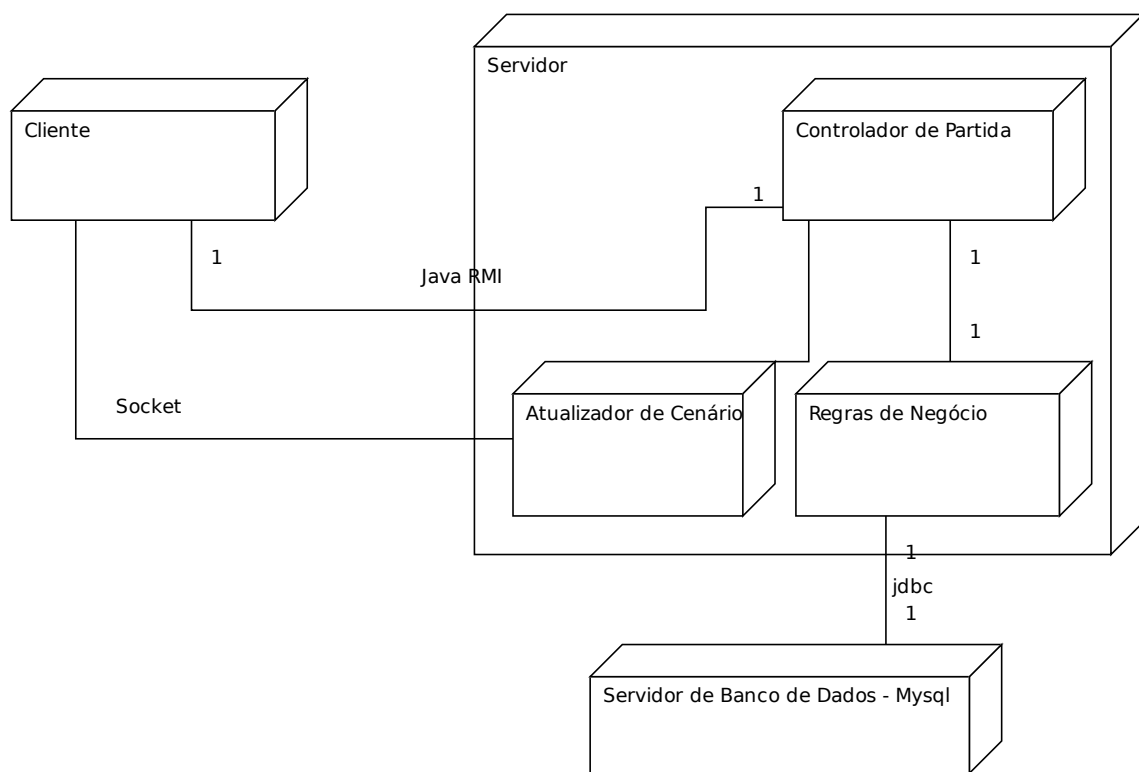 Servidor
Cliente
Controlador de Partida
1
1
1
Java RMI
1
Socket
Atualizador de Cenário
Regras de Negócio
1
jdbc
1
Servidor de Banco de Dados - Mysql